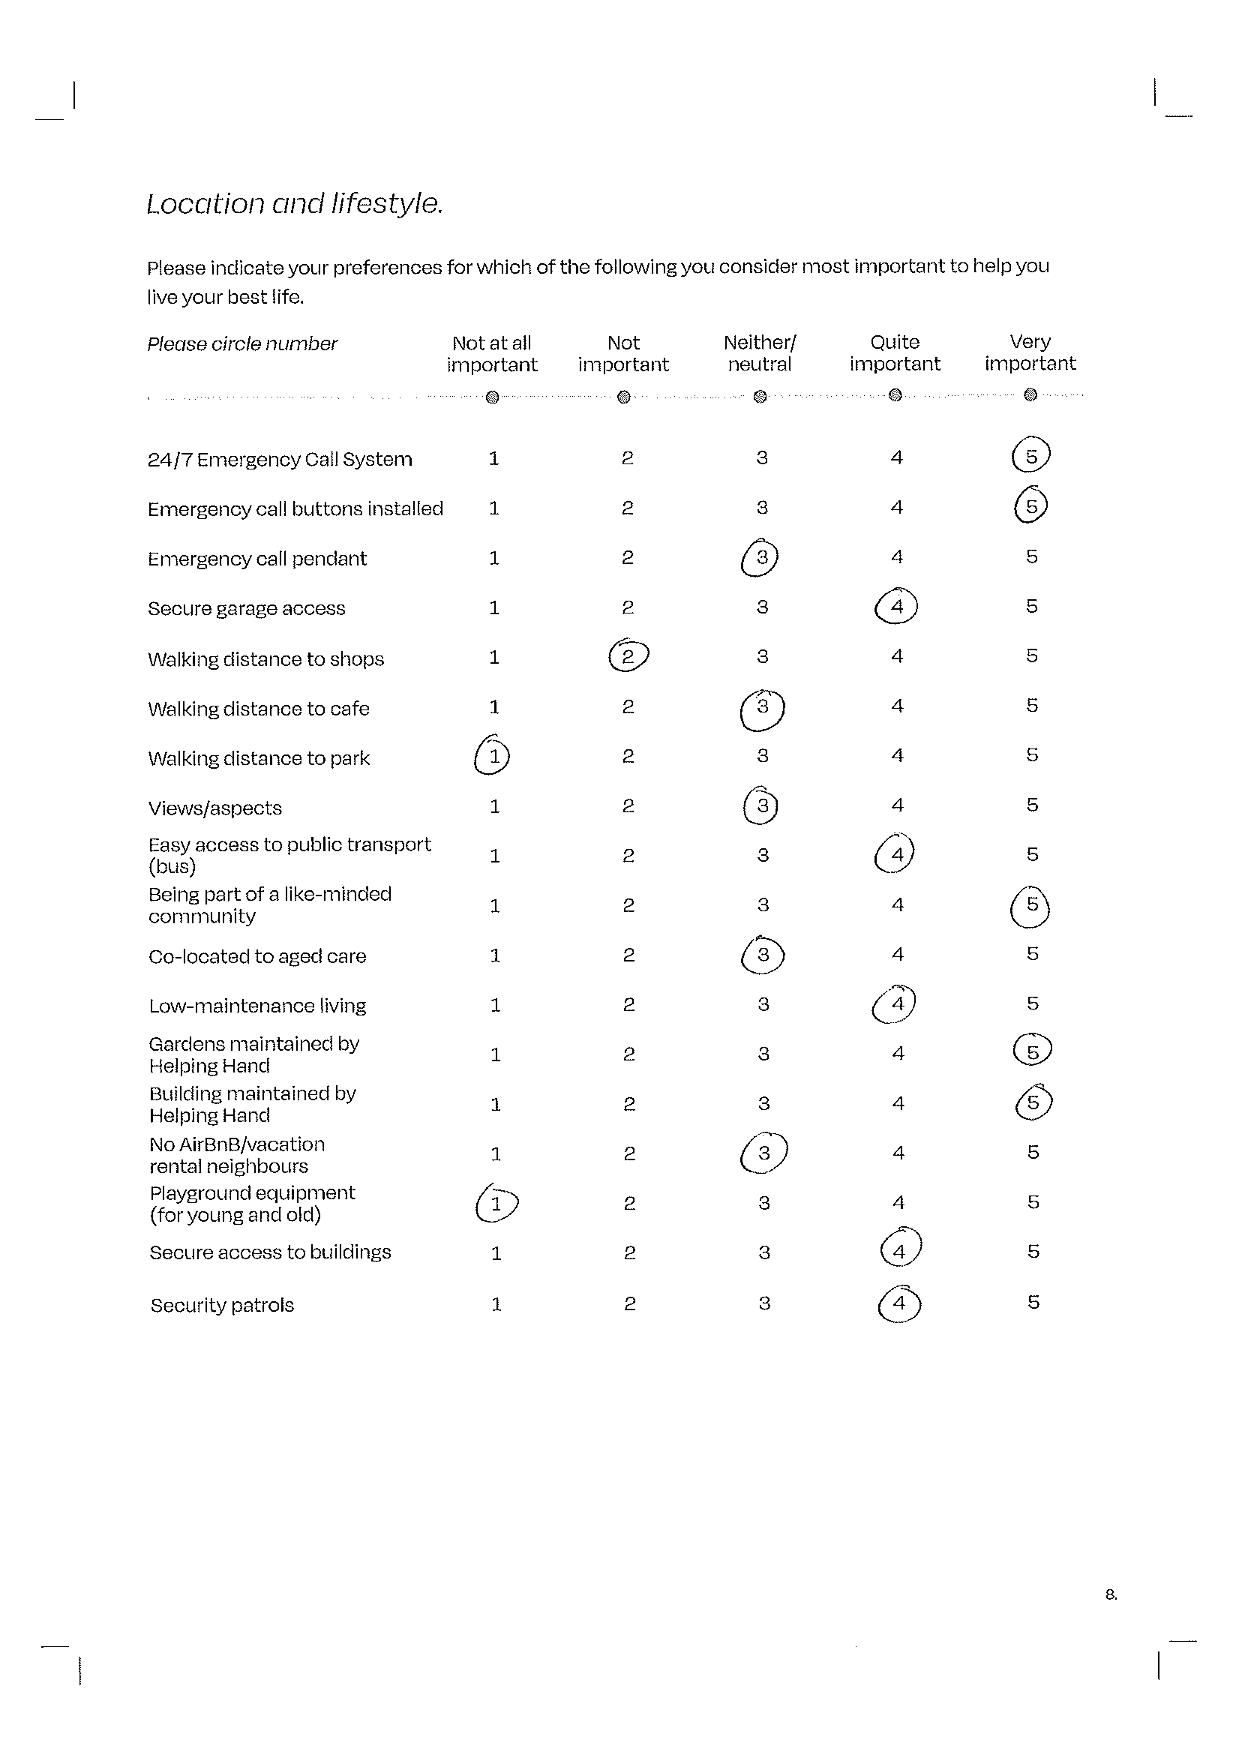 Location and lifestyle.
Please indicate your preferences for which of the following you consider most important to help you
live your best life.
Please circle number Not at all Not Neither/ Quite Very
important important neutral important important
24/7 Emergency Call System 1 2 3 4 5
Emergency call buttons installed 1 2 3 4 5
Emergency call pendant 1 2 3 4 5
Secure garage access 1 2 3 4 5
Walking distance to shops 1 2 3 4 5
Walking distance to cafe 1 2 3 4 5
Walking distance to park 1 2 3 4 5
Views/aspects 1 2 3 4 5
Easy access to public transport
(bus) 1 2 3 4 5
Being part of a like-minded
community 1 2 3 4 5
Co-located to aged care 1 2 3 4 5
Low-maintenance living 1 2 3 4 5
Gardens maintained by
Helping Hand 1 2 3 4 5
Building maintained by
Helping Hand 1 2 3 4 5
No AirBnB/vacation
rental neighbours 1 2 3 4 5
Playground equipment
(for young and old) 1 2 3 4 5
Secure access to buildings 1 2 3 4 5
Security patrols 1 2 3 4 5
8.